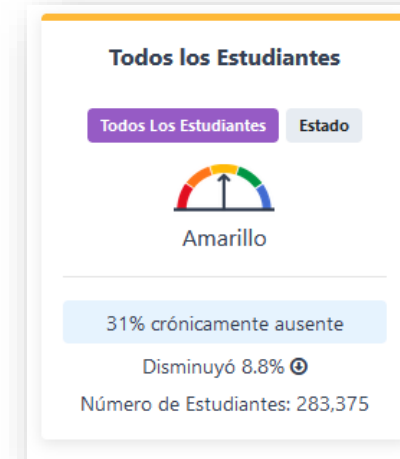 Todos los Estudiantes
Todos Los Estudiantes Estado
Amarillo
31% crónicamente ausente
Disminuyó 8.8%
Número de Estudiantes: 283,375